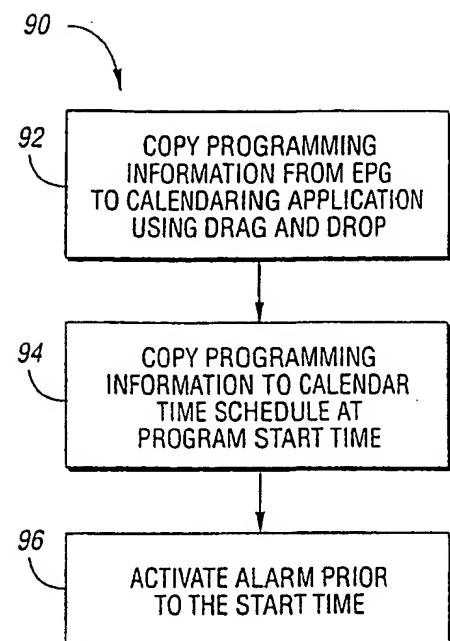 90
92
COPY PROGRAMMING
INFORMATION FROM EPG
TO CALENDARING APPLICATION
USING DRAG AND DROP
94
COPY PROGRAMMING
INFORMATION TO CALENDAR
TIME SCHEDULE AT
PROGRAM START TIME
96
ACTIVATE ALARM PRIOR
TO THE START TIME